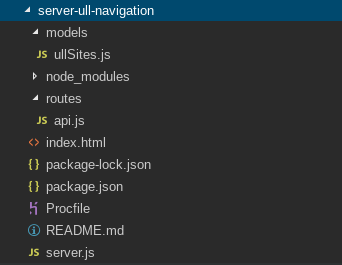 server-ull-navigation
models
JS ullSites.js
node_modules
routes
JS api.js
index.html
{ } package-lock.json
{ } package.json
Procfile
README.md
JS server.js